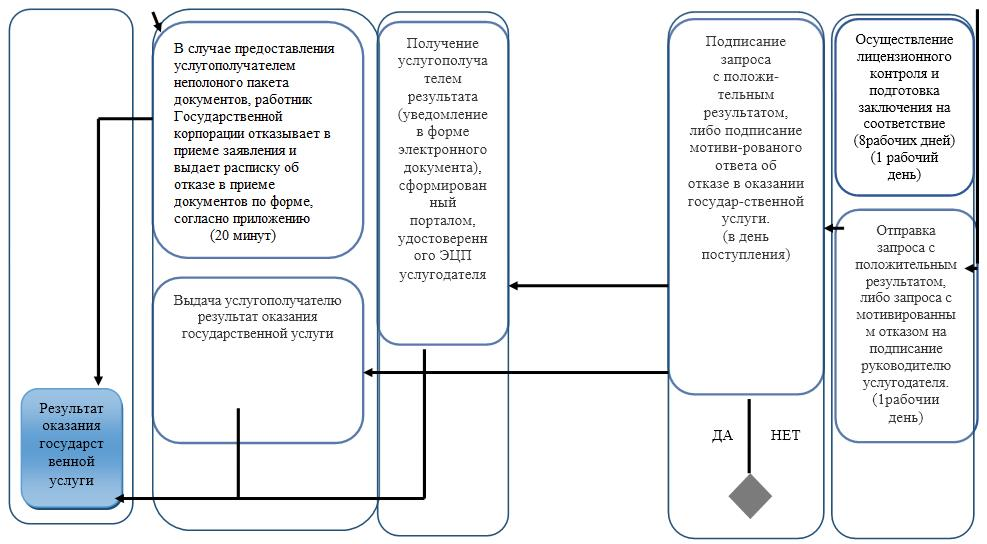 В случае предоставления
услугополучателем
неполоного пакета
документов, работник
Государственной
корпорации отказывает в
приеме заявления и
выдает расписку об
отказе в приеме
документов по форме,
согласно приложению
(20 минут)
Выдача услугополучателю
результат оказания
государственной услуги
Результат
оказания
государст
венной
услуги
Получение
услугополуча
телем
результата
(уведомление
в форме
электронного
документа),
сформирован
ный
порталом,
удостоверенн
ого ЭЦП
услугодателя
Подписание
запроса
с положи-
тельным
результатом,
либо подписание
мотиви-рованого
ответа об
отказе в оказании
государ-ственной
услуги.
(в день
поступления)
ДА
НЕТ
Осуществление
лицензионного
контроля и
подготовка
заключения на
соответствие
(8рабочих дней)
(1 рабочий
день)
Отправка
запроса с
положительным
результатом,
либо запроса с
мотивированны
м отказом на
подписание
руководителю
услугодателя.
(1рабочии
день)